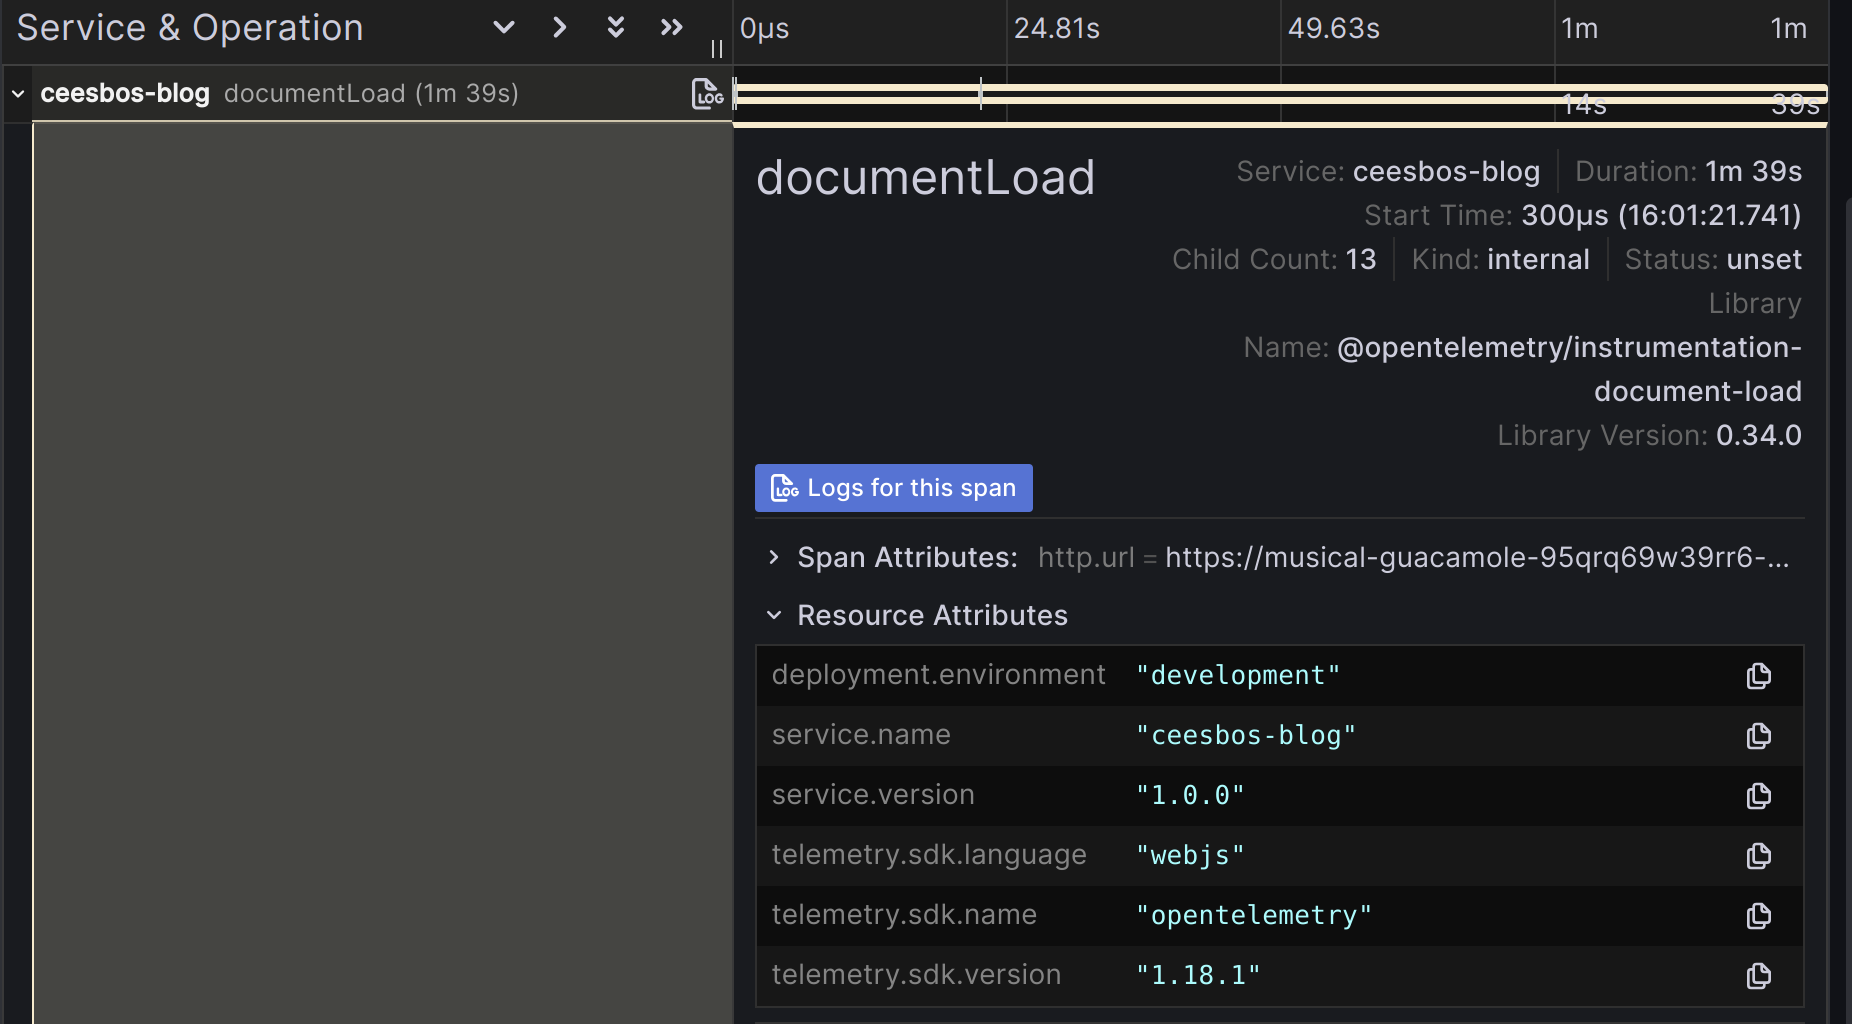 Service & Operation
0μs 24.81s 49.63s 1m 14s 1m 39s
ceesbos-blog documentLoad (1m 39s) LOG
documentLoad
Service: ceesbos-blog Duration: 1m 39s
Start Time: 300μs (16:01:21.741)
Child Count: 13 Kind: internal Status: unset
Library
Name: @opentelemetry/instrumentation-
document-load
Library Version: 0.34.0
LOG Logs for this span
Span Attributes: http.url = https://musical-guacamole-95qrq69w39rr6-...
Resource Attributes
deployment.environment "development"
service.name "ceesbos-blog"
service.version "1.0.0"
telemetry.sdk.language "webjs"
telemetry.sdk.name "opentelemetry"
telemetry.sdk.version "1.18.1"